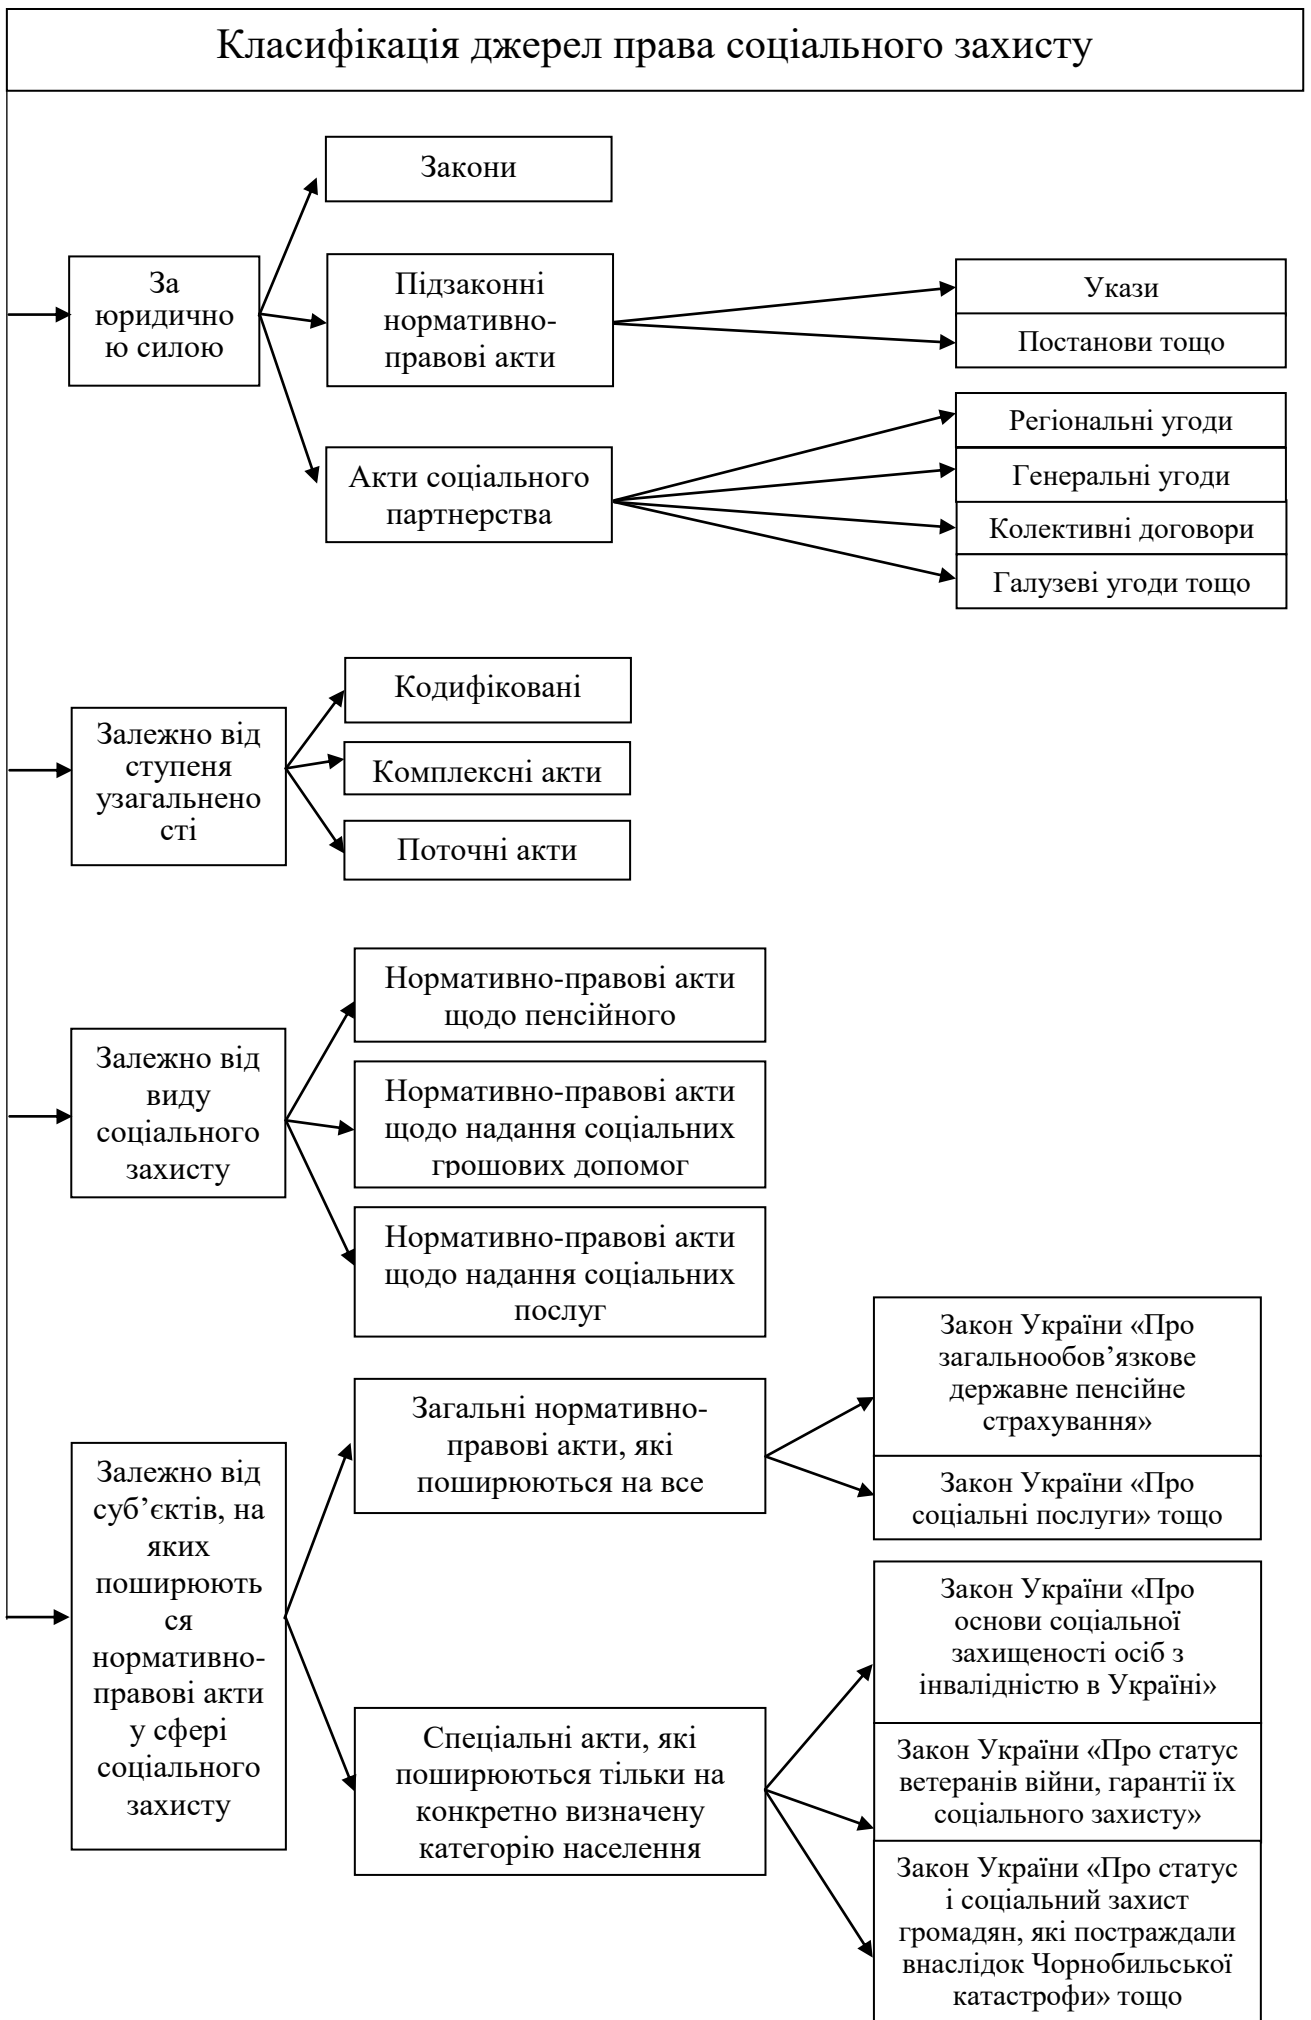 Класифікація джерел права соціального захисту
За
юридично
ю силою
Закони
Підзаконні
нормативно-
правові акти
Укази
Постанови тощо
Акти соціального
партнерства
Регіональні угоди
Генеральні угоди
Колективні договори
Галузеві угоди тощо
Залежно від
ступеня
узагальнено
сті
Кодифіковані
Комплексні акти
Поточні акти
Залежно від
виду
соціального
захисту
Нормативно-правові акти
щодо пенсійного
Нормативно-правові акти
щодо надання соціальних
грошових допомог
Нормативно-правові акти
щодо надання соціальних
послуг
Залежно від
суб’єктів, на
яких
поширюють
ся
нормативно-
правові акти
у сфері
соціального
захисту
Загальні нормативно-
правові акти, які
поширюються на все
Закон України «Про
загальнообов’язкове
державне пенсійне
страхування»
Закон України «Про
соціальні послуги» тощо
Спеціальні акти, які
поширюються тільки на
конкретно визначену
категорію населення
Закон України «Про
основи соціальної
захищеності осіб з
інвалідністю в Україні»
Закон України «Про статус
ветеранів війни, гарантії їх
соціального захисту»
Закон України «Про статус
і соціальний захист
громадян, які постраждали
внаслідок Чорнобильської
катастрофи» тощо